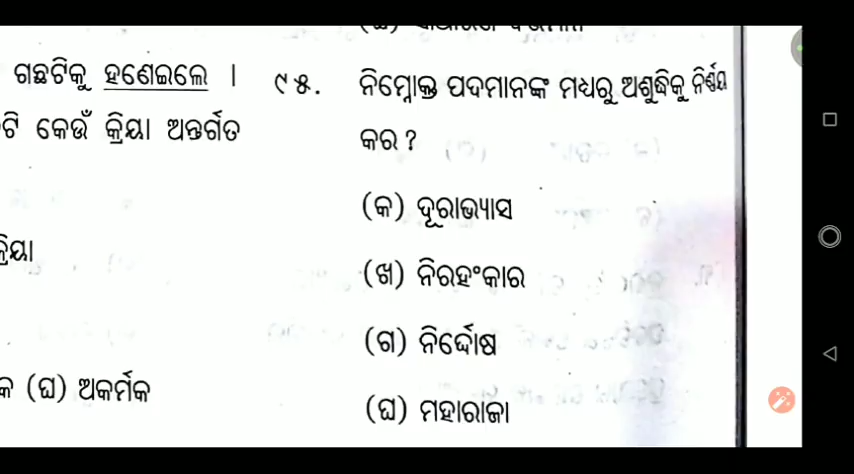 ଗଛଟିକୁ ହଣେଇଲେ ।
ଟି କେଉଁ କ୍ରିୟା ଅନ୍ତର୍ଗତ
କ (ଘ) ଅକର୍ମକ
୯୫. ନିମ୍ନୋକ୍ତ ପଦମାନଙ୍କ ମଧ୍ୟରୁ ଅଶୁଦ୍ଧିକୁ ନିର୍ଣ୍ଣୟ
କର ?
(କ) ଦୂରାଭ୍ୟାସ
(ଖ) ନିରହଂକାର
(ଗ) ନିର୍ଦ୍ଦୋଷ
(ଘ) ମହାରାଜା